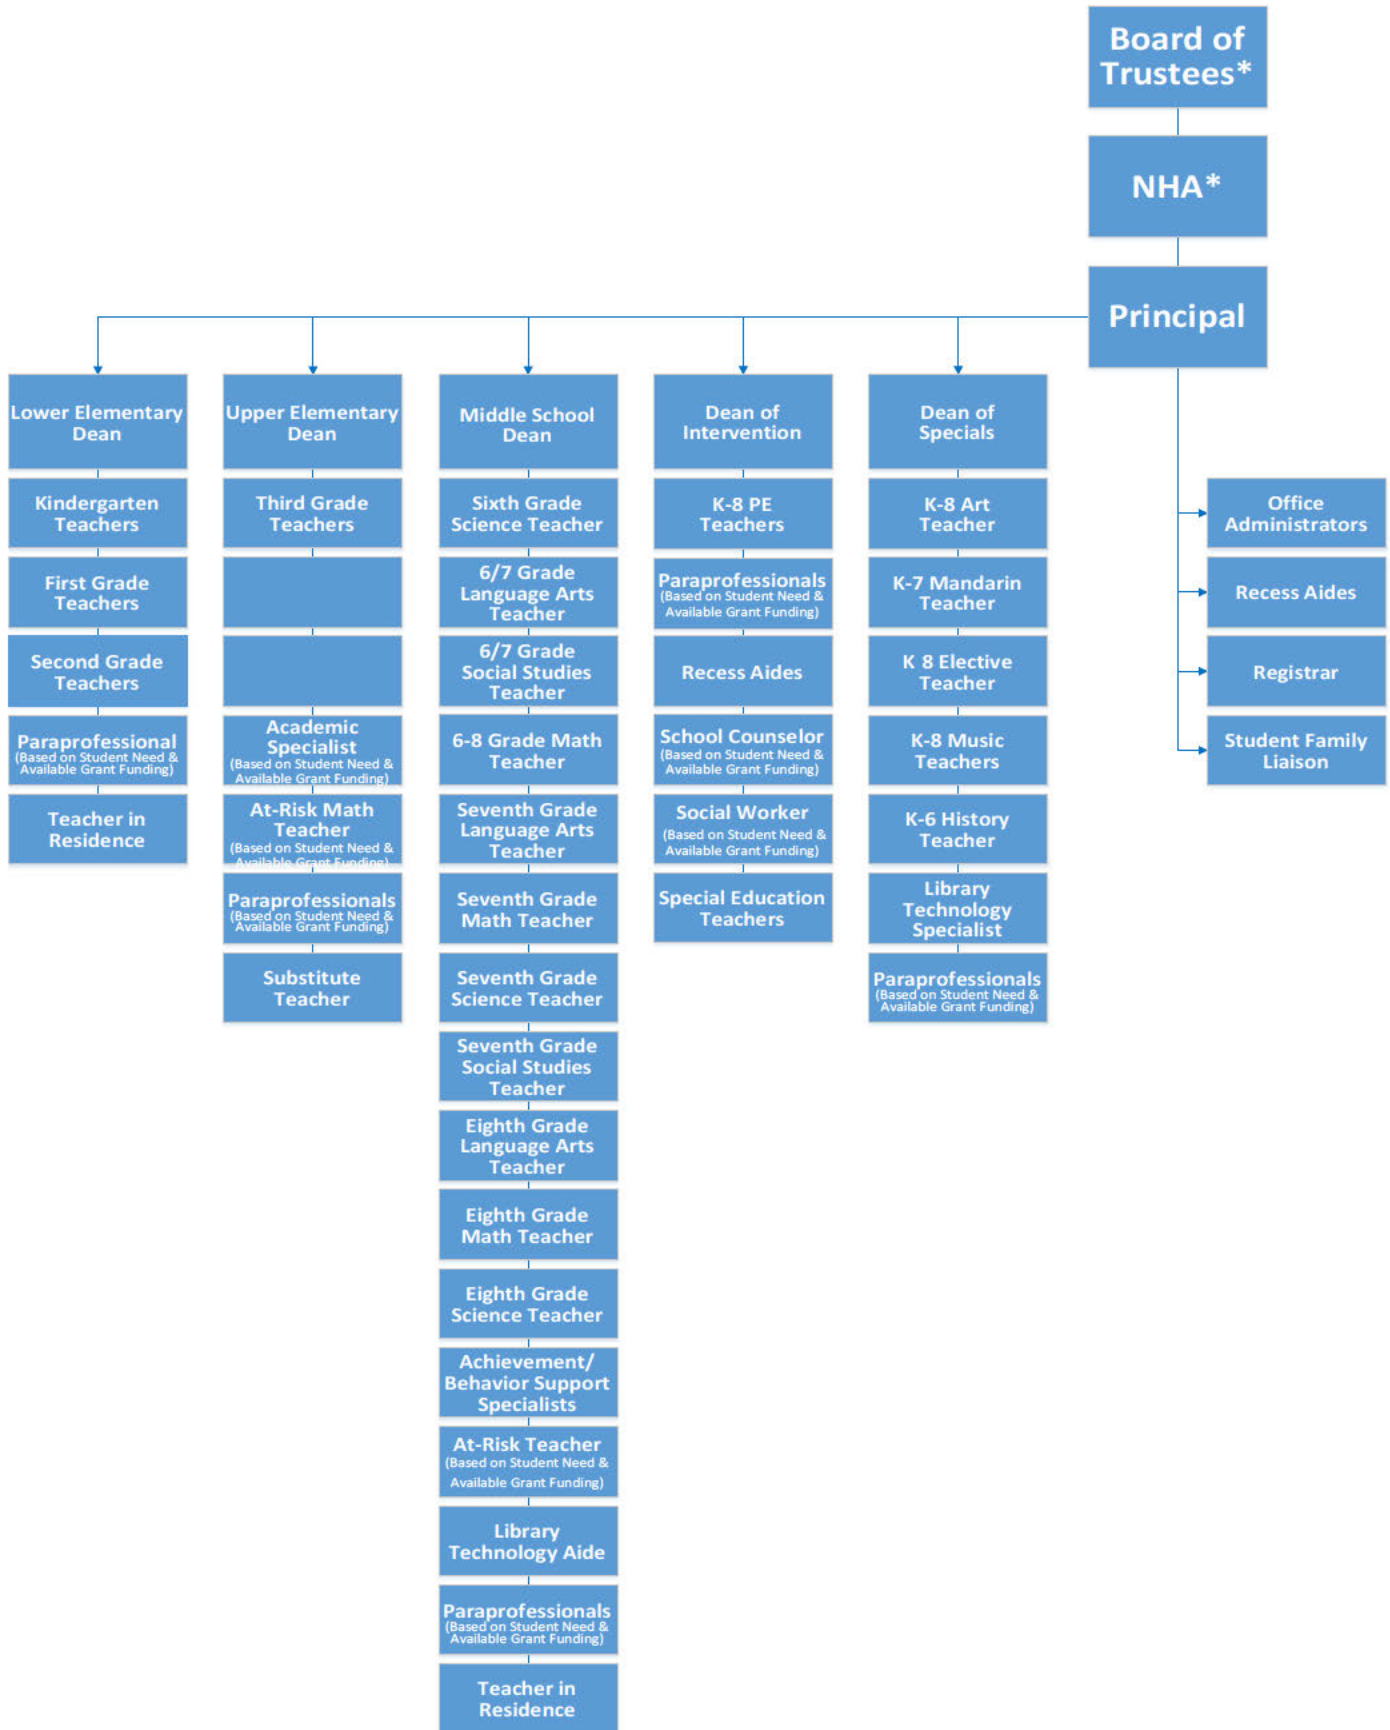 Board of
Trustees*
NHA*
Principal
Lower Elementary
Dean
Kindergarten
Teachers
First Grade
Teachers
Second Grade
Teachers
Paraprofessional
(Based on Student Need &
Available Grant Funding)
Teacher in
Residence
Upper Elementary
Dean
Third Grade
Teachers
Academic
Specialist
(Based on Student Need &
Available Grant Funding)
At-Risk Math
Teacher
(Based on Student Need &
Available Grant Funding)
Paraprofessionals
(Based on Student Need &
Available Grant Funding)
Substitute
Teacher
Middle School
Dean
Sixth Grade
Science Teacher
6/7 Grade
Language Arts
Teacher
6/7 Grade
Social Studies
Teacher
6-8 Grade Math
Teacher
Seventh Grade
Language Arts
Teacher
Seventh Grade
Math Teacher
Seventh Grade
Science Teacher
Seventh Grade
Social Studies
Teacher
Eighth Grade
Language Arts
Teacher
Eighth Grade
Math Teacher
Eighth Grade
Science Teacher
Achievement/
Behavior Support
Specialists
At-Risk Teacher
(Based on Student Need &
Available Grant Funding)
Library
Technology Aide
Paraprofessionals
(Based on Student Need &
Available Grant Funding)
Teacher in
Residence
Dean of
Intervention
K-8 PE
Teachers
Paraprofessionals
(Based on Student Need &
Available Grant Funding)
Recess Aides
School Counselor
(Based on Student Need &
Available Grant Funding)
Social Worker
(Based on Student Need &
Available Grant Funding)
Special Education
Teachers
Dean of
Specials
K-8 Art
Teacher
K-7 Mandarin
Teacher
K 8 Elective
Teacher
K-8 Music
Teachers
K-6 History
Teacher
Library
Technology
Specialist
Paraprofessionals
(Based on Student Need &
Available Grant Funding)
Office
Administrators
Recess Aides
Registrar
Student Family
Liaison